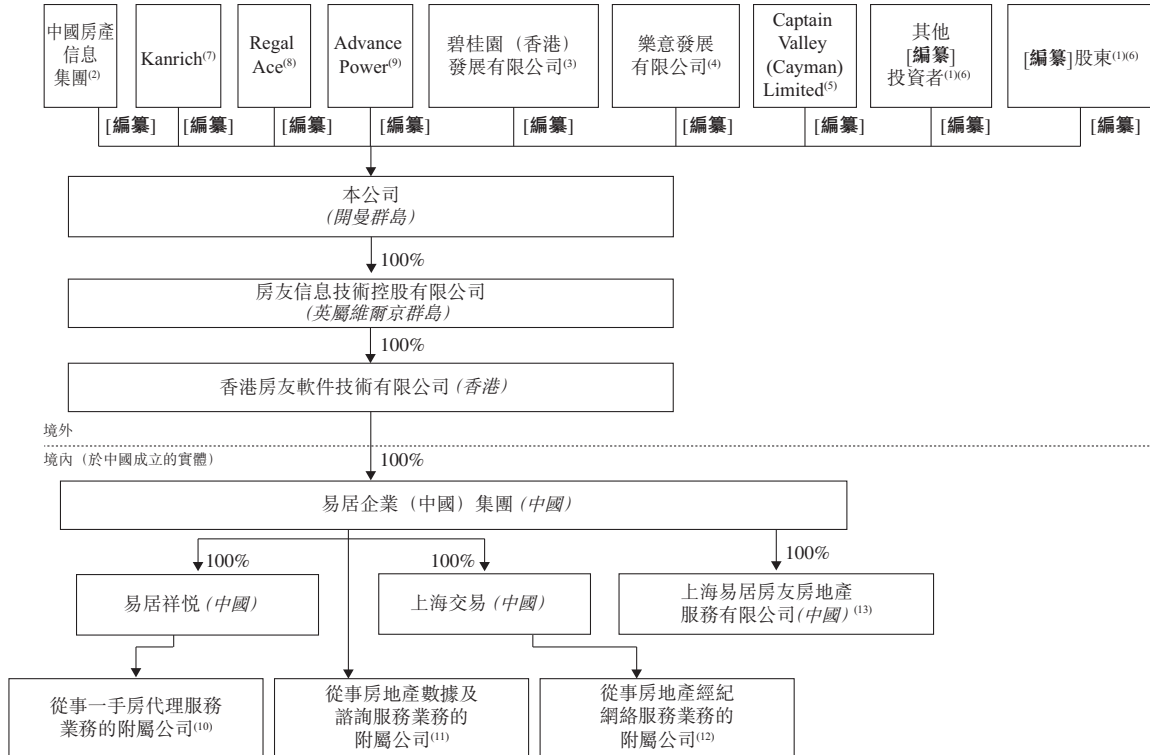 中國房產
信息
集團(2)
Kanrich(7)
Regal
Ace(8)
Advance
Power(9)
碧桂園（香港）
發展有限公司(3)
樂意發展
有限公司(4)
Captain
Valley
(Cayman)
Limited(5)
其他
[編纂]
投資者(1)(6)
[編纂]股東(1)(6)
[編纂]
[編纂]
[編纂]
[編纂]
[編纂]
[編纂]
[編纂]
[編纂]
[編纂]
本公司
(開曼群島)
100%
房友信息技術控股有限公司
(英屬維爾京群島)
100%
香港房友軟件技術有限公司(香港)
境外
境內（於中國成立的實體）
100%
易居企業（中國）集團(中國)
100%
100%
100%
易居祥悦(中國)
上海交易(中國)
上海易居房友房地產
服務有限公司(中國)(13)
從事一手房代理服務
業務的附屬公司(10)
從事房地產數據及
諮詢服務業務的
附屬公司(11)
從事房地產經紀
網絡服務業務的
附屬公司(12)